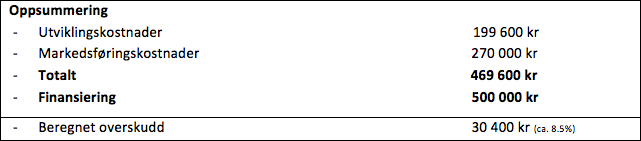 Oppsummering
- Utviklingskostnader 199 600 kr
- Markedsføringskostnader 270 000 kr
- Totalt 469 600 kr
- Finansiering 500 000 kr
- Beregnet overskudd 30 400 kr (ca. 8.5%)